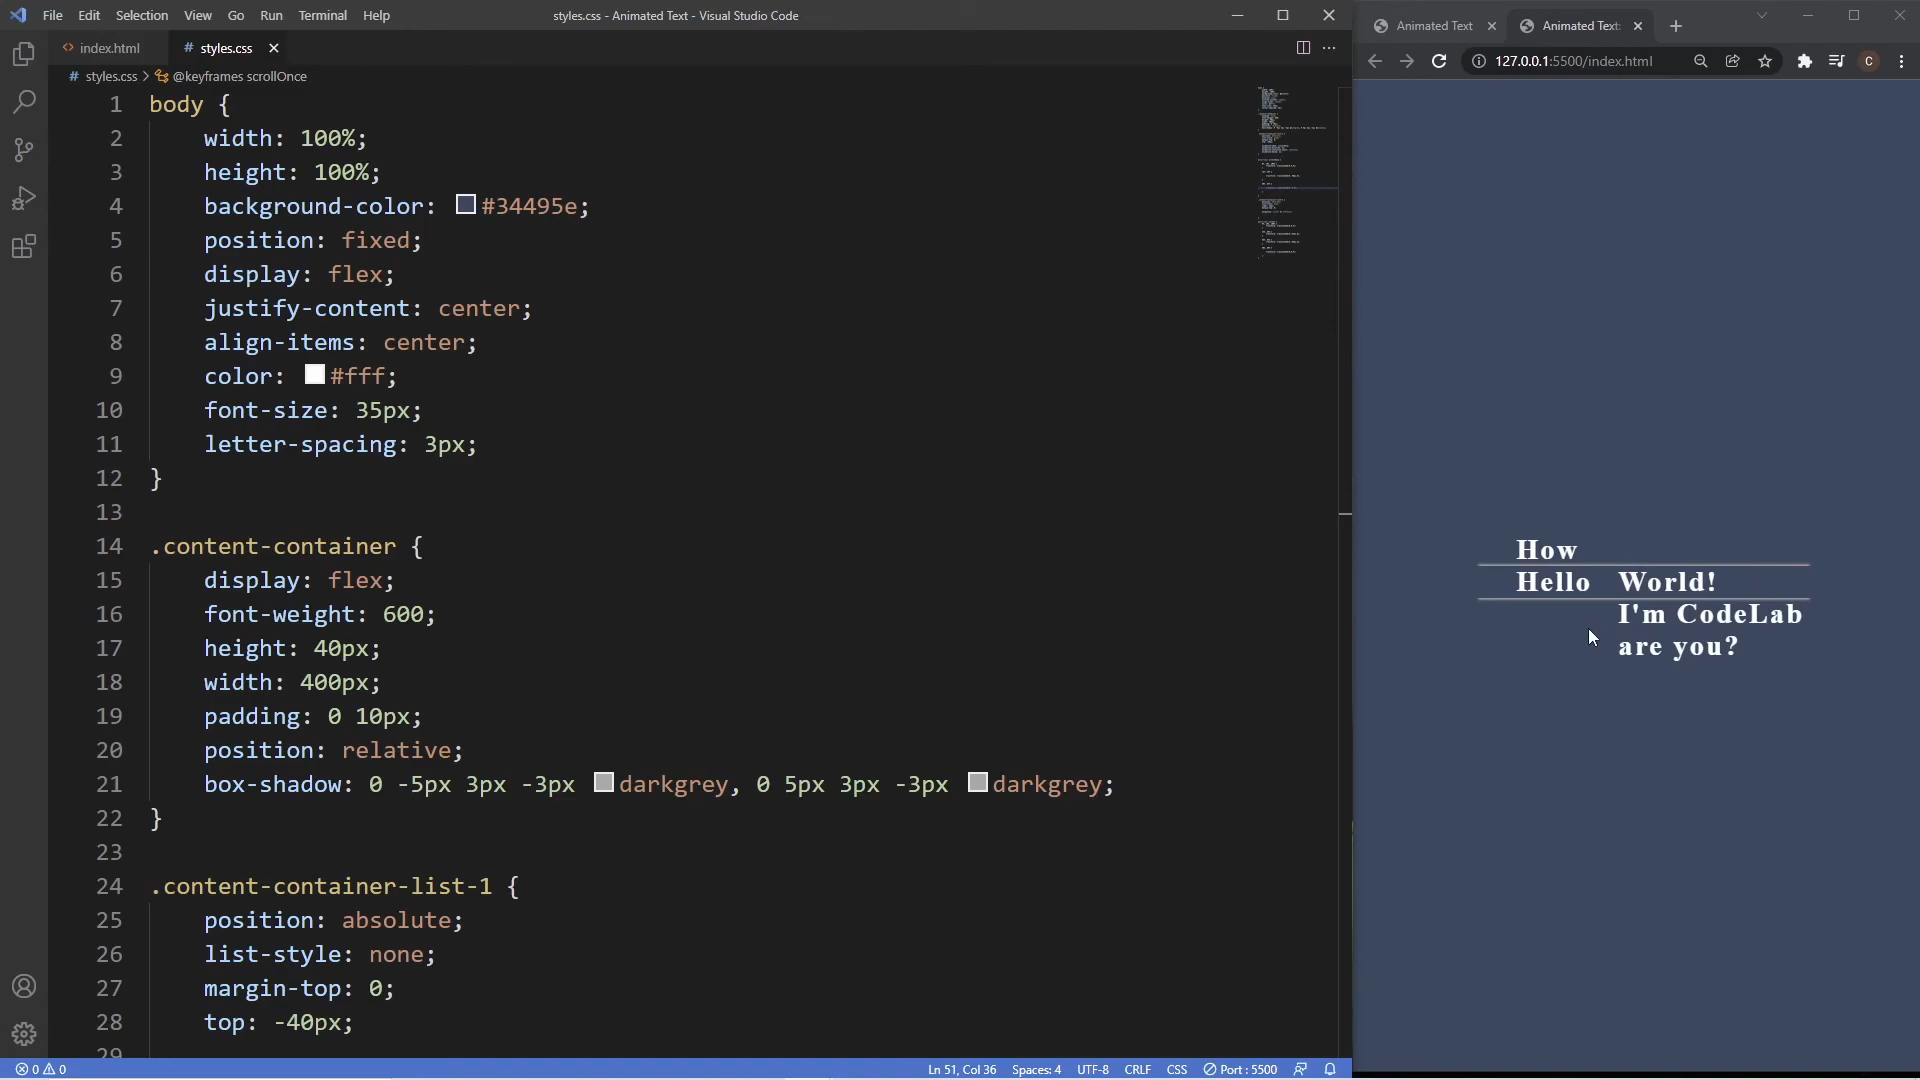 File Edit Selection View Go Run Terminal Help
styles.css - Animated Text - Visual Studio Code
index.html
# styles.css
# styles.css > @keyframes scrollOnce
1 body {
2 width: 100%;
3 height: 100%;
4 background-color: #34495e;
5 position: fixed;
6 display: flex;
7 justify-content: center;
8 align-items: center;
9 color: #fff;
10 font-size: 35px;
11 letter-spacing: 3px;
12 }
13
14 .content-container {
15 display: flex;
16 font-weight: 600;
17 height: 40px;
18 width: 400px;
19 padding: 0 10px;
20 position: relative;
21 box-shadow: 0 -5px 3px -3px darkgrey, 0 5px 3px -3px darkgrey;
22 }
23
24 .content-container-list-1 {
25 position: absolute;
26 list-style: none;
27 margin-top: 0;
28 top: -40px;
29
0 0
Ln 51, Col 36 Spaces: 4 UTF-8 CRLF CSS Port : 5500
Animated Text
Animated Text:
127.0.0.1:5500/index.html
C
How
Hello World!
I'm CodeLab
are you?